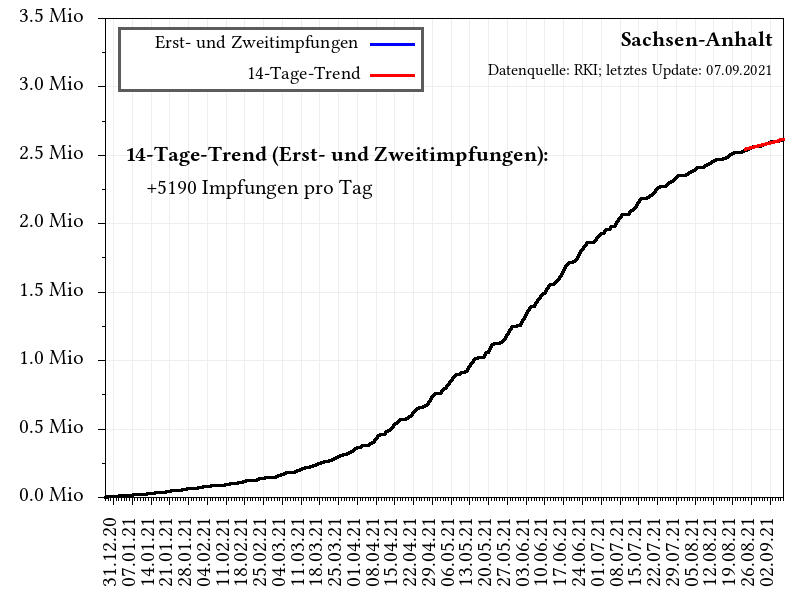 3.5 Mio
3.0 Mio
2.5 Mio
2.0 Mio
1.5 Mio
1.0 Mio
0.5 Mio
0.0 Mio
Erst- und Zweitimpfungen
14-Tage-Trend
Sachsen-Anhalt
Datenquelle: RKI; letztes Update: 07.09.2021
14-Tage-Trend (Erst- und Zweitimpfungen):
+5190 Impfungen pro Tag
31.12.20
07.01.21
14.01.21
21.01.21
28.01.21
04.02.21
11.02.21
18.02.21
25.02.21
04.03.21
11.03.21
18.03.21
25.03.21
01.04.21
08.04.21
15.04.21
22.04.21
29.04.21
06.05.21
13.05.21
20.05.21
27.05.21
03.06.21
10.06.21
17.06.21
24.06.21
01.07.21
08.07.21
15.07.21
22.07.21
29.07.21
05.08.21
12.08.21
19.08.21
26.08.21
02.09.21